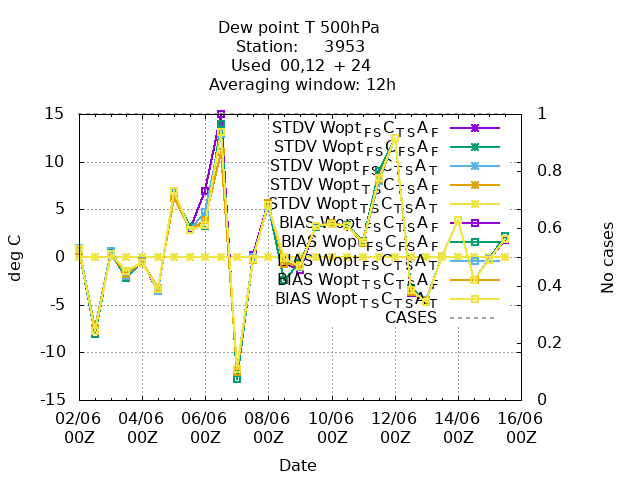 Dew point T 500hPa
Station: 3953
Used 00,12 + 24
Averaging window: 12h
15
10
5
0
-5
-10
-15
deg C
1
0.8
0.6
0.4
0.2
0
No cases
STDV Wopt FS C TS A F
STDV Wopt FS C FS A F
STDV Wopt FS C TS A T
STDV Wopt TS C FS A F
STDV Wopt TS C TS A T
BIAS Wopt FS C TS A F
BIAS Wopt FS C FS A F
BIAS Wopt FS C TS A T
BIAS Wopt TS C FS A F
BIAS Wopt TS C TS A T
CASES
02/06 04/06 06/06 08/06 10/06 12/06 14/06 16/06
00Z 00Z 00Z 00Z 00Z 00Z 00Z 00Z
Date